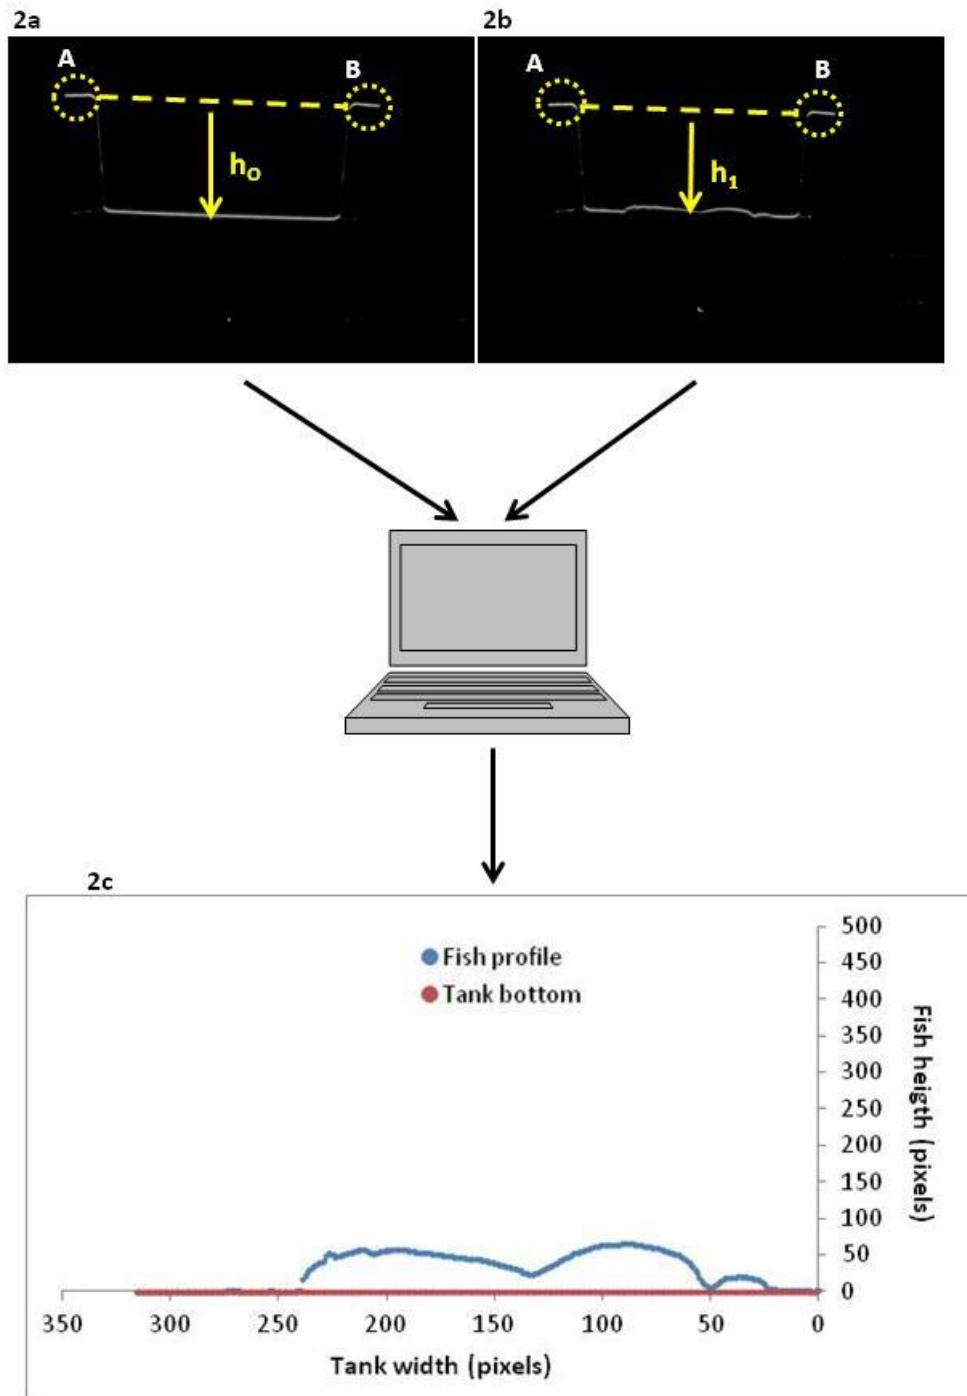 2a
2b
A
B
h₀
A
B
h₁
2c
Fish profile
Tank bottom
500
450
400
350
300
250
200
150
100
50
0
Fish heigth (pixels)
350 300 250 200 150 100 50 0
Tank width (pixels)